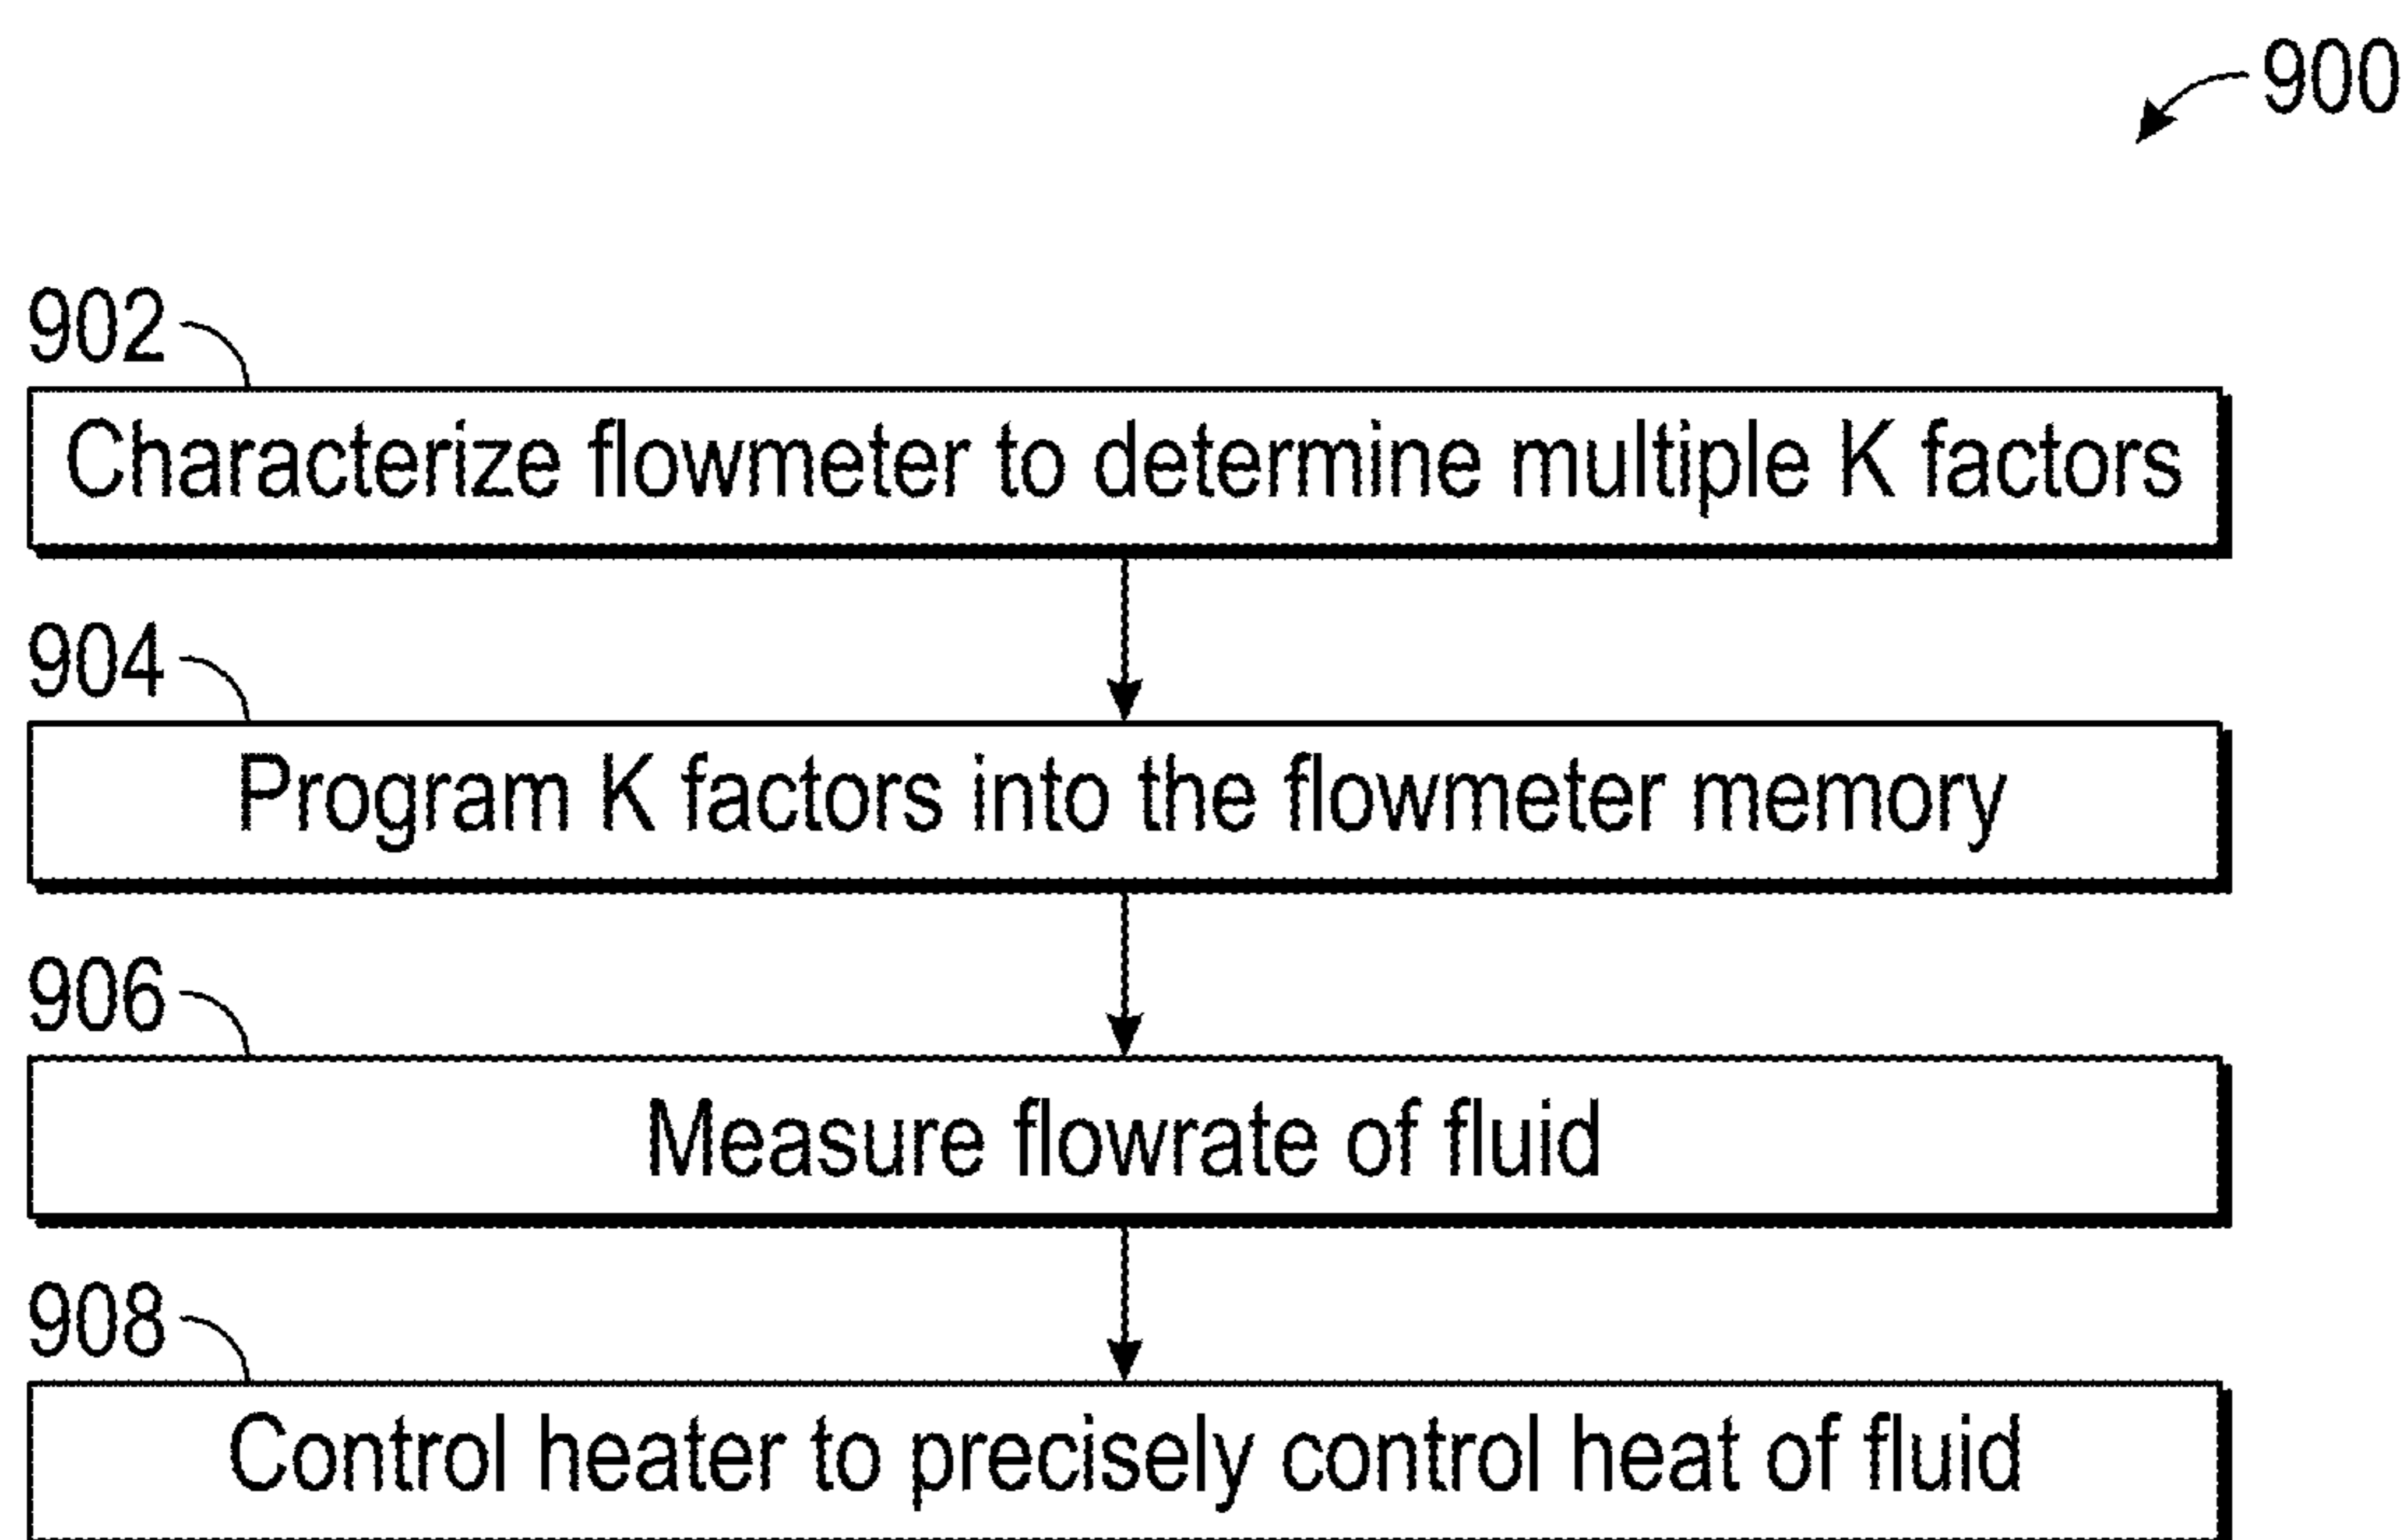 900
902
Characterize flowmeter to determine multiple K factors
904
Program K factors into the flowmeter memory
906
Measure flowrate of fluid
908
Control heater to precisely control heat of fluid